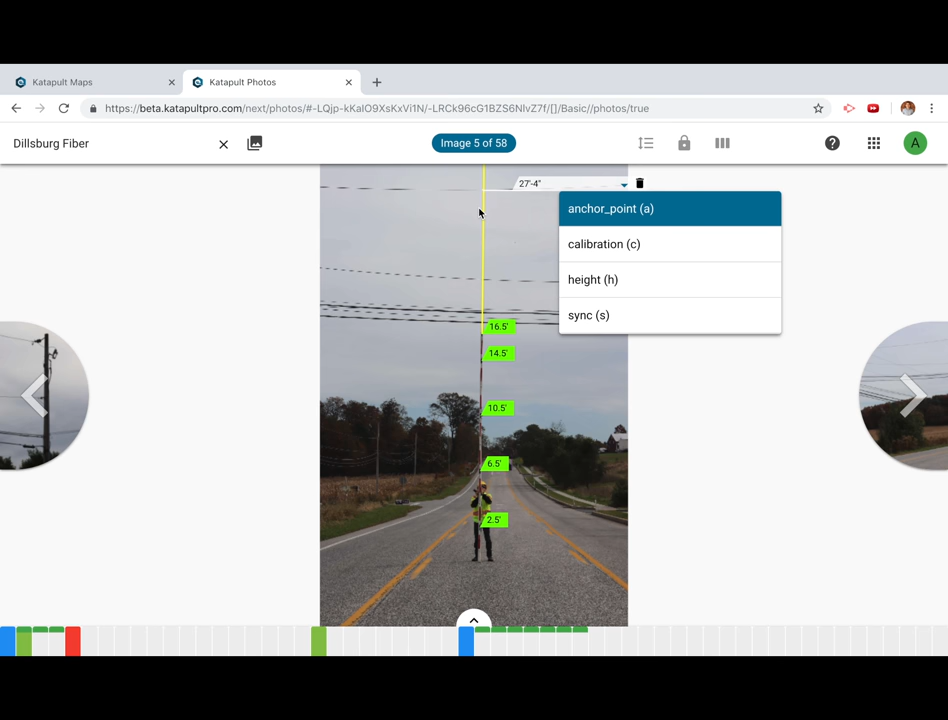 Katapult Maps
Katapult Photos
https://beta.katapultpro.com/next/photos/#-LQjp-kKalO9XsKxVi1N/-LRCk96cG1BZS6NlvZ7f/[]/Basic//photos/true
Dillsburg Fiber
Image 5 of 58
A
27'-4"
anchor_point (a)
calibration (c)
height (h)
sync (s)
16.5'
14.5'
10.5'
6.5'
2.5'